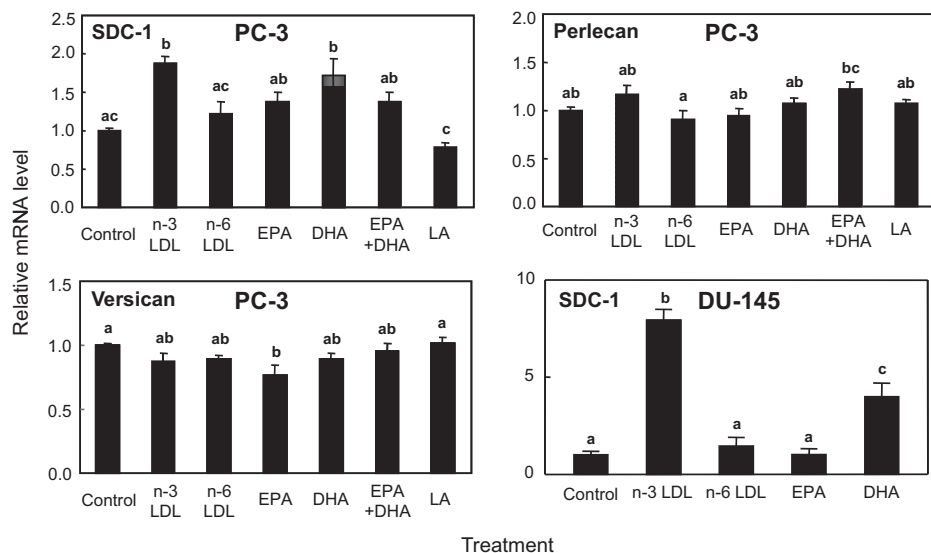 Relative mRNA level
SDC-1 PC-3
2.5
2.0
1.5
1.0
0.5
0.0
ac b ac ab b ab c
Control n-3 LDL n-6 LDL EPA DHA EPA +DHA LA
Perlecan PC-3
2.0
1.5
1.0
0.5
0.0
ab ab a ab ab bc ab
Control n-3 LDL n-6 LDL EPA DHA EPA +DHA LA
Versican PC-3
1.5
1.0
0.5
0.0
a ab ab b ab ab a
Control n-3 LDL n-6 LDL EPA DHA EPA +DHA LA
SDC-1 DU-145
10
5
0
a b a a c
Control n-3 LDL n-6 LDL EPA DHA
Treatment